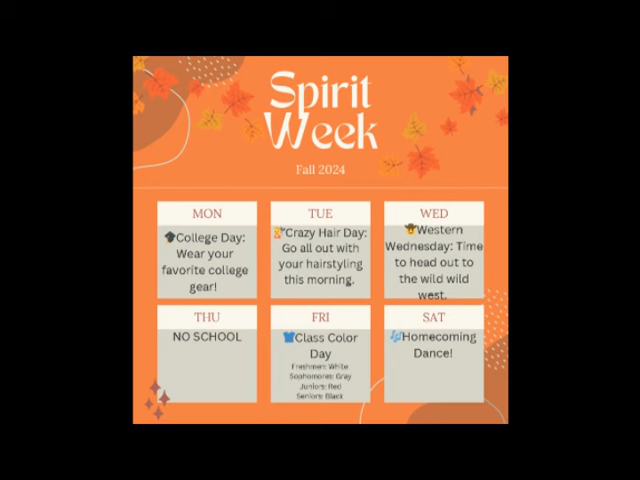 Spirit
Week
Fall 2024
MON
College Day:
Wear your
favorite college
gear!
TUE
Crazy Hair Day:
Go all out with
your hairstyling
this morning.
WED
Western
Wednesday: Time
to head out to
the wild wild
west.
THU
NO SCHOOL
FRI
Class Color
Day
Freshmen: White
Sophomores: Gray
Juniors: Red
Seniors: Black
SAT
Homecoming
Dance!